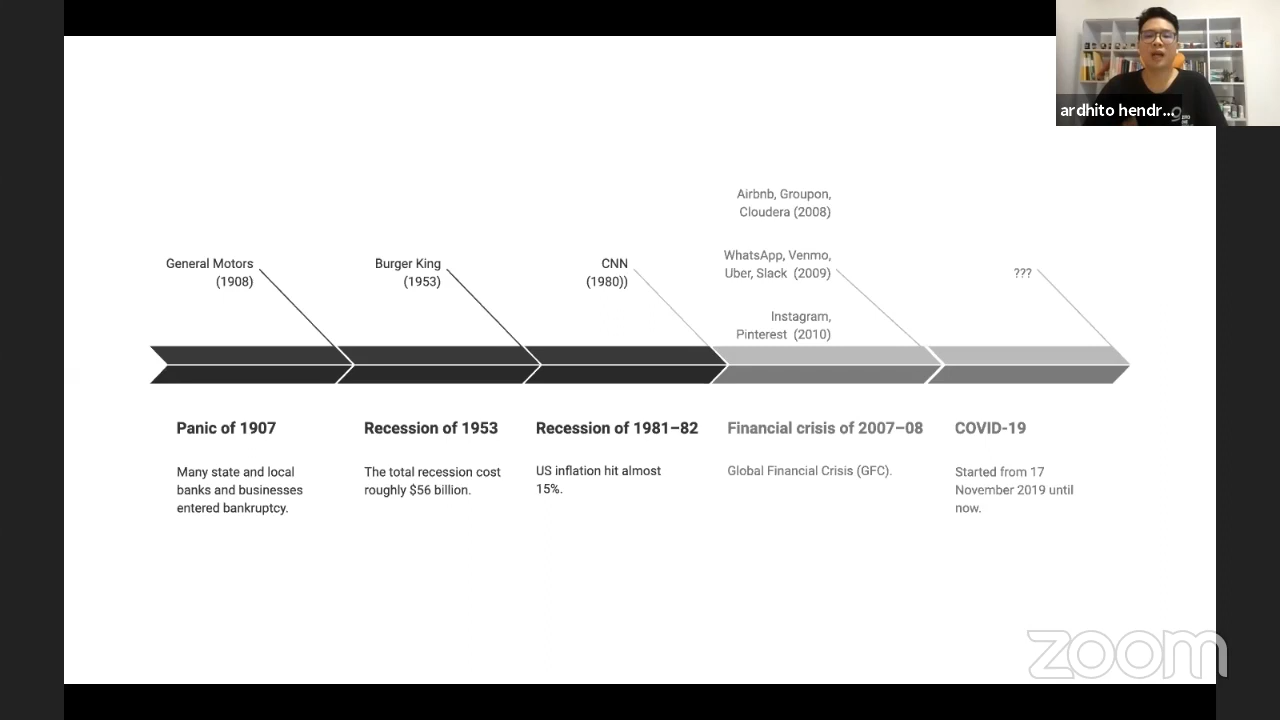 ardhito hendr...
Airbnb, Groupon,
Cloudera (2008)
General Motors
(1908)
Burger King
(1953)
CNN
(1980))
WhatsApp, Venmo,
Uber, Slack (2009)
???
Instagram,
Pinterest (2010)
Panic of 1907
Recession of 1953
Recession of 1981–82
Financial crisis of 2007–08
COVID-19
Many state and local
banks and businesses
entered bankruptcy.
The total recession cost
roughly $56 billion.
US inflation hit almost
15%.
Global Financial Crisis (GFC).
Started from 17
November 2019 until
now.
zoom